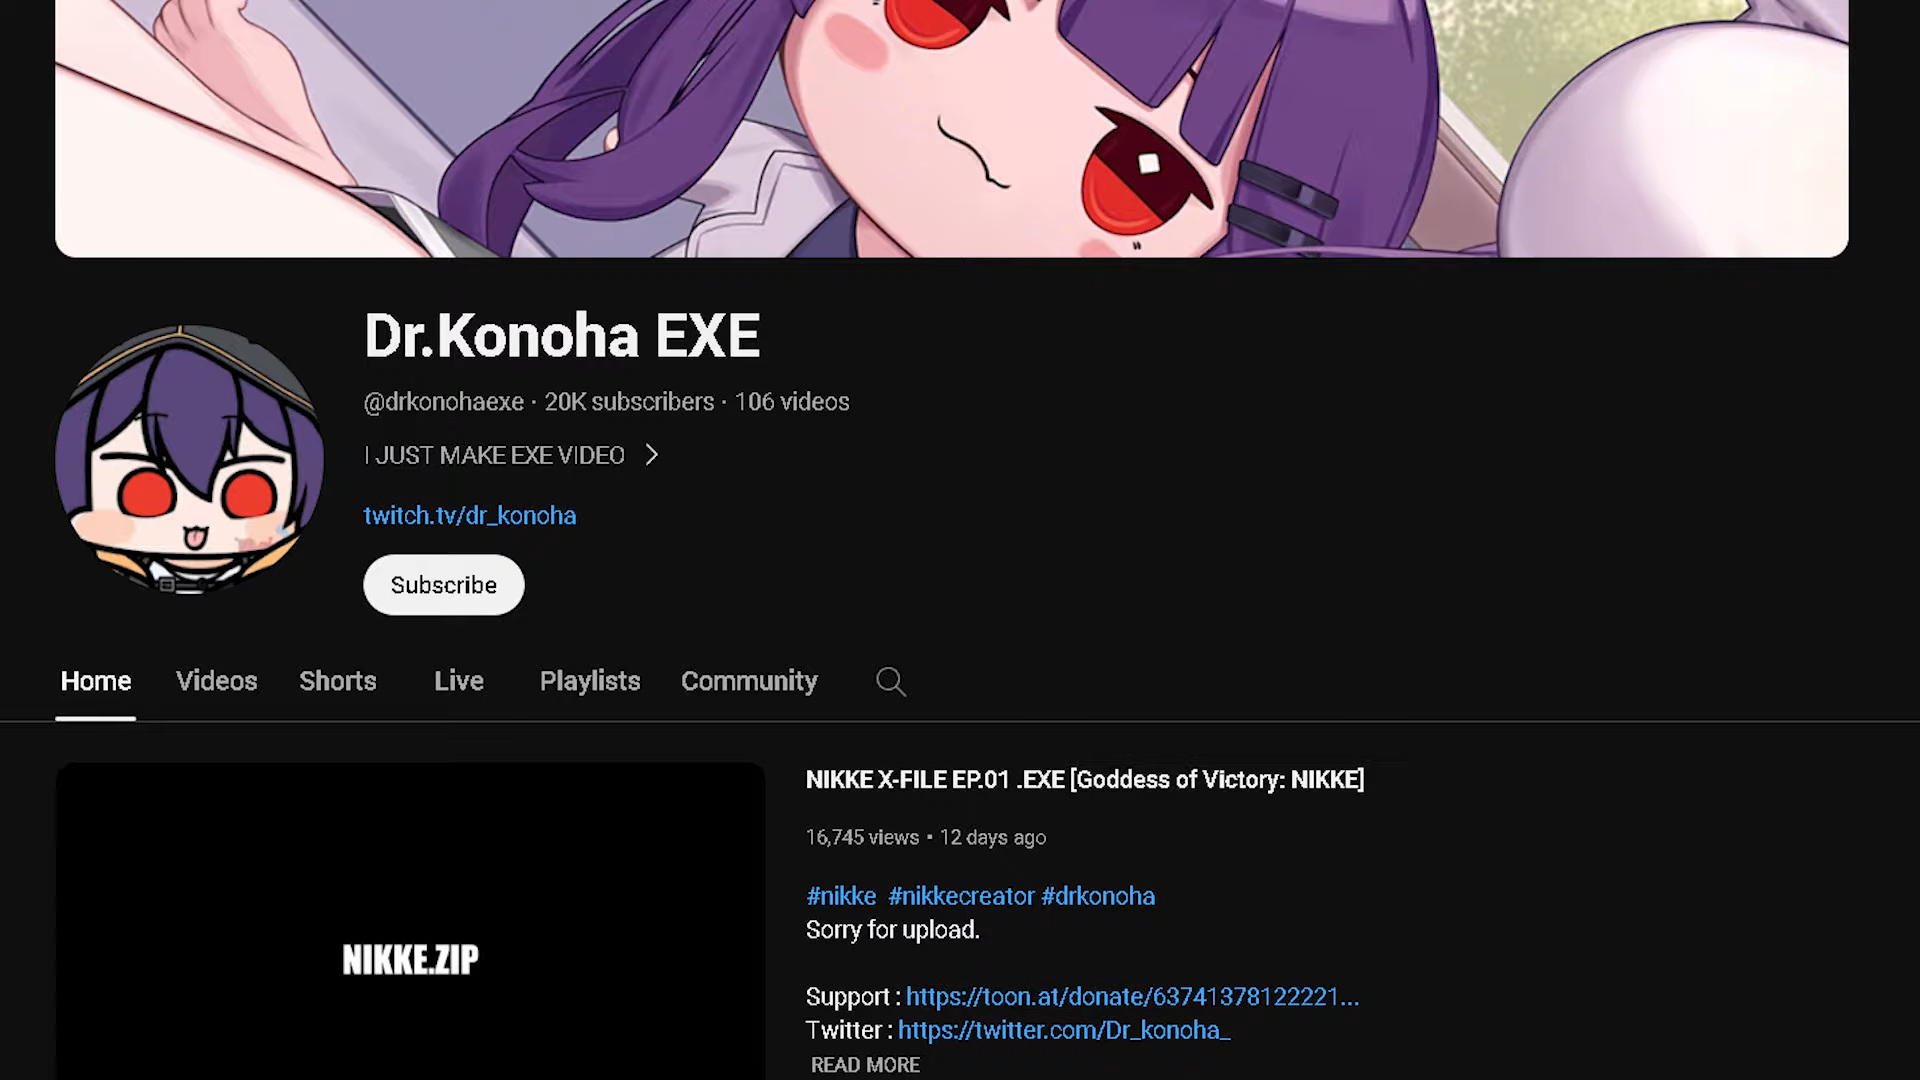 Dr.Konoha EXE
@drkonohaexe · 20K subscribers · 106 videos
I JUST MAKE EXE VIDEO
twitch.tv/dr_konoha
Subscribe
Home Videos Shorts Live Playlists Community
NIKKE.ZIP
NIKKE X-FILE EP.01 .EXE [Goddess of Victory: NIKKE]
16,745 views • 12 days ago
#nikke #nikkecreator #drkonoha
Sorry for upload.
Support : https://toon.at/donate/63741378122221...
Twitter : https://twitter.com/Dr_konoha_
READ MORE